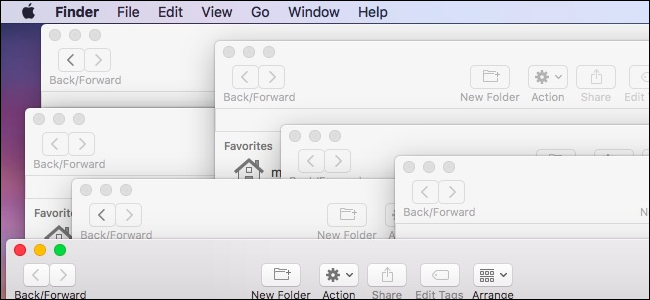 Finder File Edit View Go Window Help
Back/Forward
Back/Forward New Folder Action Share Edit T
Favorites
Back/Forward
m
Back/Forward
Favorites
Back/Forward
Back/Forward New Folder A
Back/Forward New Folder Action Share Edit Tags Arrange